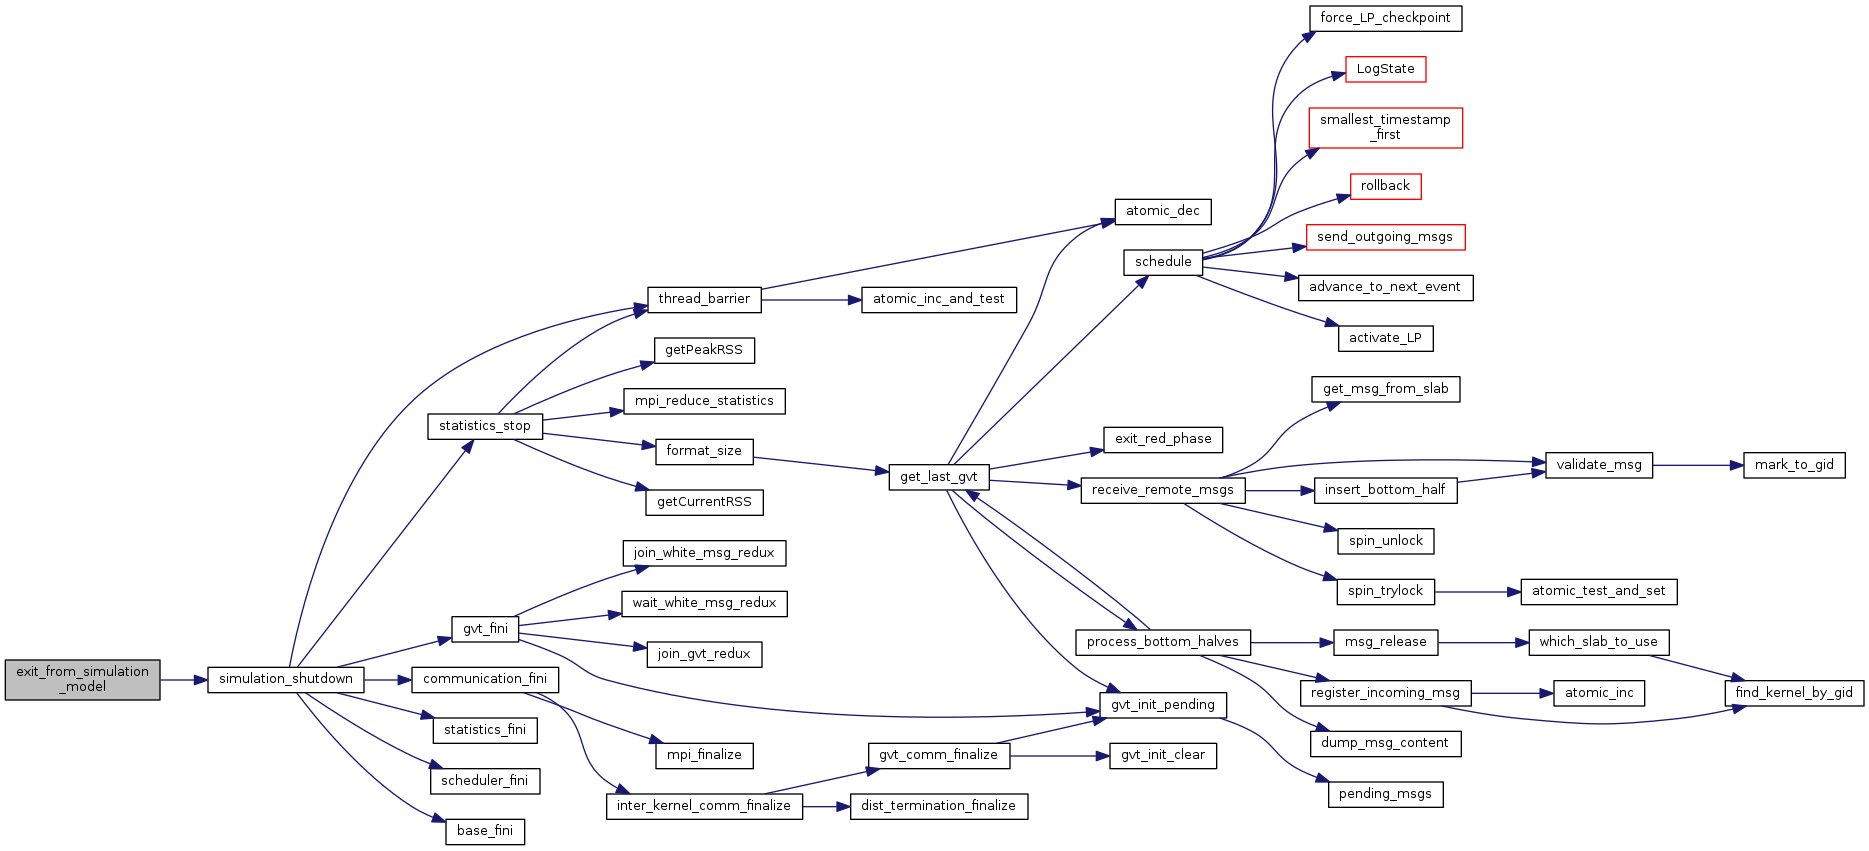 exit_from_simulation
_model
simulation_shutdown
thread_barrier
statistics_stop
gvt_fini
communication_fini
statistics_fini
scheduler_fini
base_fini
getPeakRSS
mpi_reduce_statistics
format_size
getCurrentRSS
join_white_msg_redux
wait_white_msg_redux
join_gvt_redux
mpi_finalize
inter_kernel_comm_finalize
atomic_inc_and_test
get_last_gvt
gvt_comm_finalize
dist_termination_finalize
atomic_dec
schedule
exit_red_phase
receive_remote_msgs
process_bottom_halves
gvt_init_pending
gvt_init_clear
force_LP_checkpoint
LogState
smallest_timestamp
_first
rollback
send_outgoing_msgs
advance_to_next_event
activate_LP
get_msg_from_slab
insert_bottom_half
spin_unlock
spin_trylock
msg_release
register_incoming_msg
dump_msg_content
pending_msgs
validate_msg
atomic_test_and_set
which_slab_to_use
atomic_inc
mark_to_gid
find_kernel_by_gid